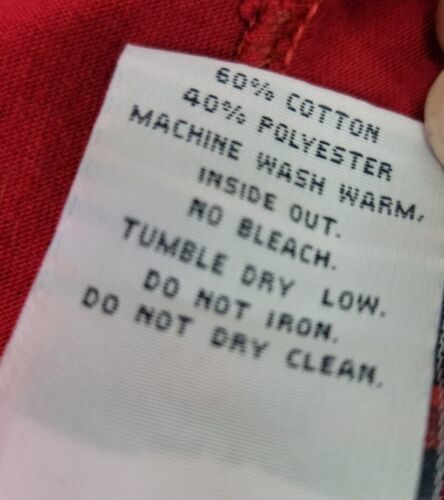 60% COTTON
40% POLYESTER
MACHINE WASH WARM,
INSIDE OUT.
NO BLEACH.
TUMBLE DRY LOW.
DO NOT IRON.
DO NOT DRY CLEAN.